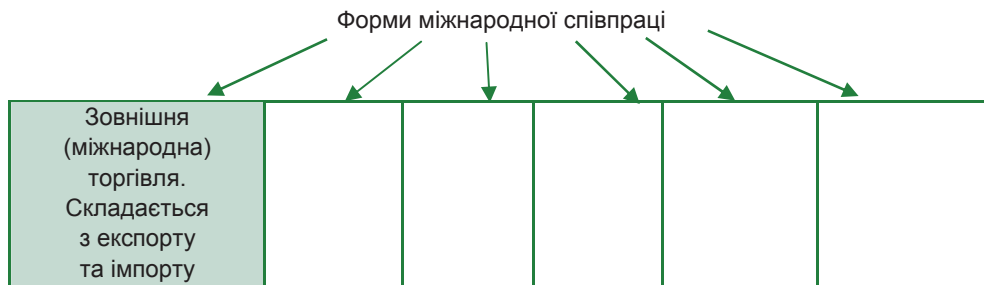 Форми міжнародної співпраці
Зовнішня
(міжнародна)
торгівля.
Складається
з експорту
та імпорту